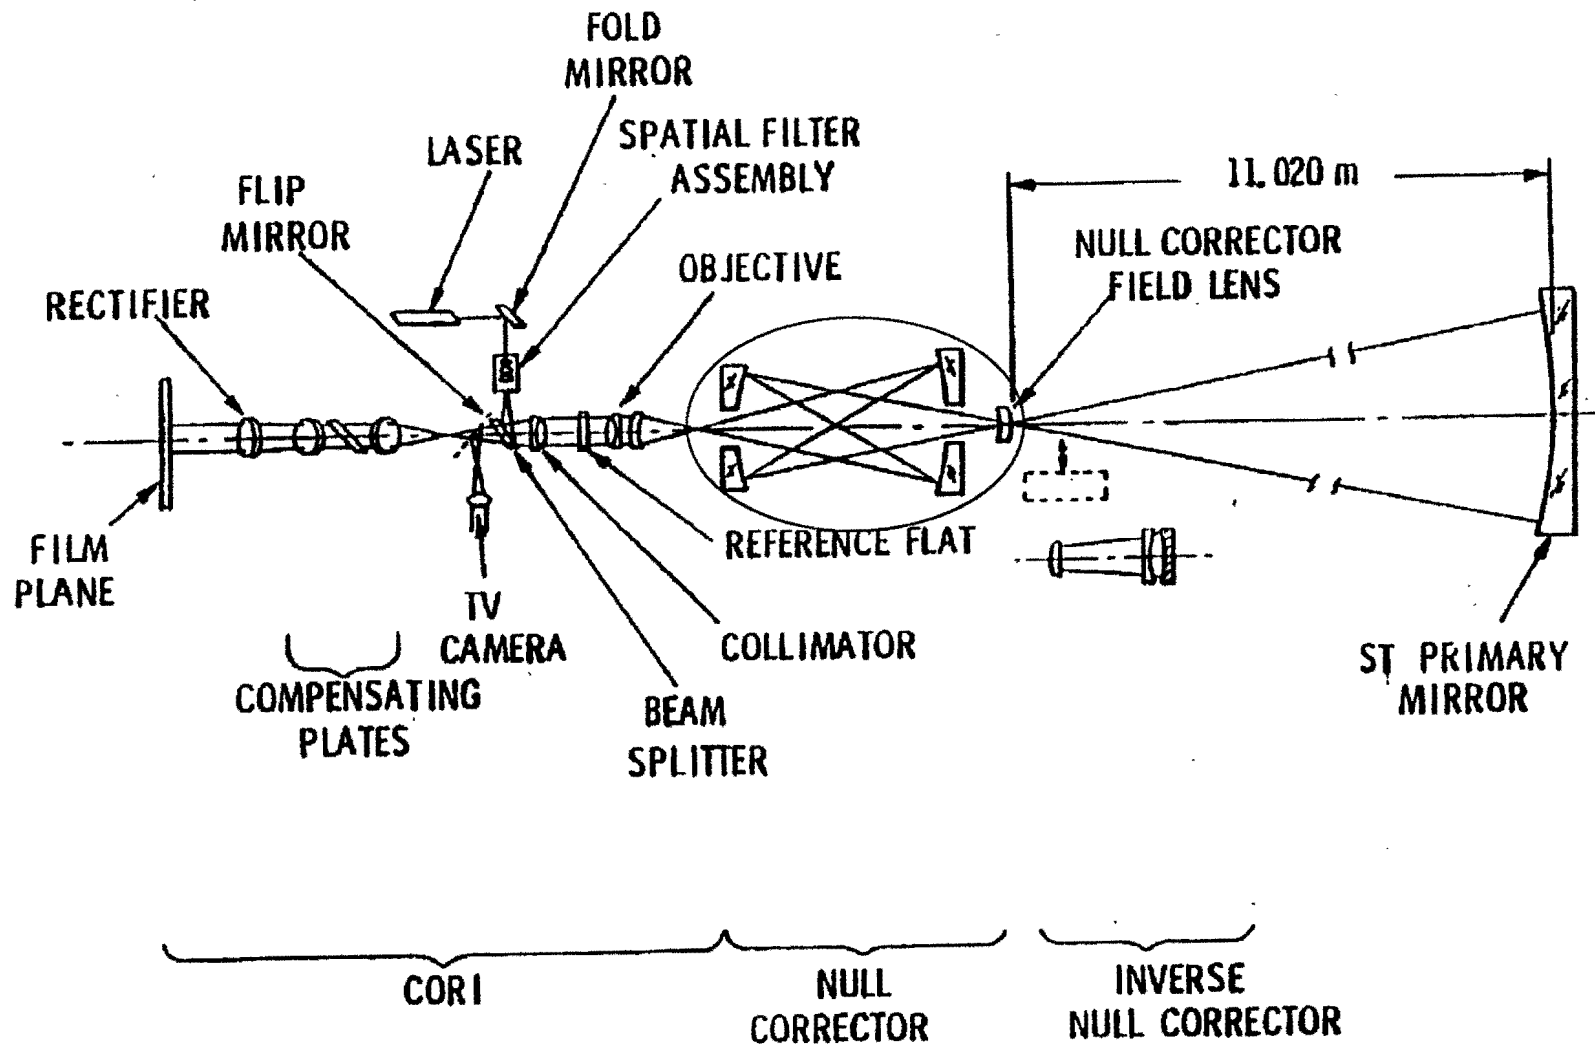 FOLD
MIRROR
SPATIAL FILTER
ASSEMBLY
LASER
FLIP
MIRROR
11.020 m
NULL CORRECTOR
FIELD LENS
OBJECTIVE
RECTIFIER
REFERENCE FLAT
FILM
PLANE
TV
CAMERA
COLLIMATOR
ST PRIMARY
MIRROR
COMPENSATING
PLATES
BEAM
SPLITTER
CORI
NULL
CORRECTOR
INVERSE
NULL CORRECTOR